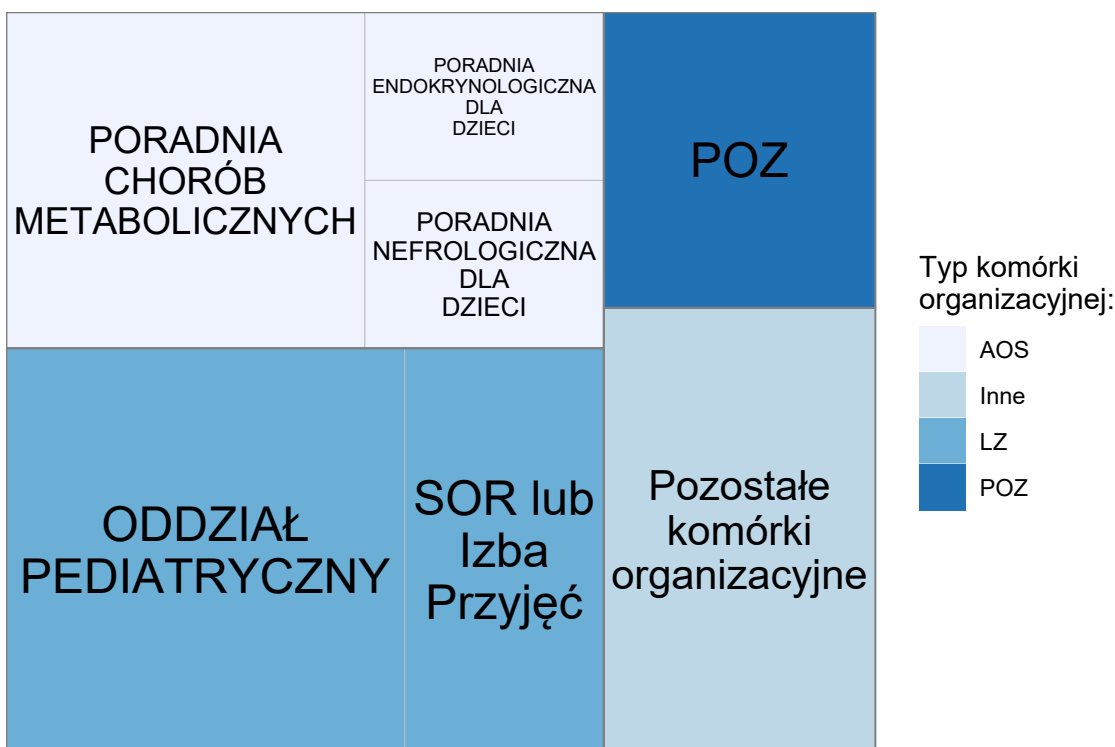 PORADNIA
CHORÓB
METABOLICZNYCH
PORADNIA
ENDOKRYNOLOGICZNA
DLA
DZIECI
PORADNIA
NEFROLOGICZNA
DLA
DZIECI
POZ
ODDZIAŁ
PEDIATRYCZNY
SOR lub
Izba
Przyjęć
Pozostałe
komórki
organizacyjne
Typ komórki
organizacyjnej:
AOS
Inne
LZ
POZ